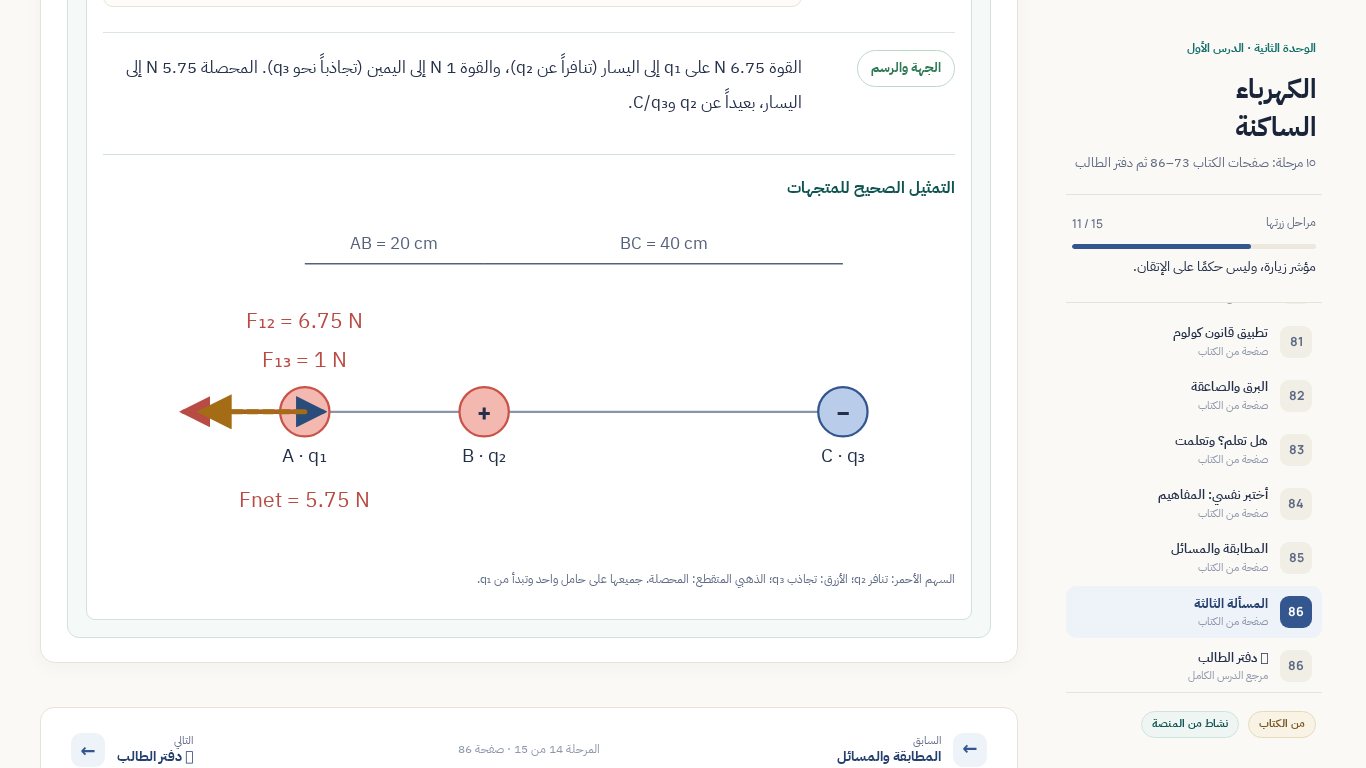 الوحدة الثانية · الدرس الأول
الكهرباء
الساكنة
١٥ مرحلة: صفحات الكتاب 73–86 ثم دفتر الطالب
مراحل زرتها
11 / 15
مؤشر زيارة، وليس حكمًا على الإتقان.
81
تطبيق قانون كولوم
صفحة من الكتاب
82
البرق والصاعقة
صفحة من الكتاب
83
هل تعلم؟ وتعلمت
صفحة من الكتاب
84
أختبر نفسي: المفاهيم
صفحة من الكتاب
85
المطابقة والمسائل
صفحة من الكتاب
86
المسألة الثالثة
صفحة من الكتاب
86
دفتر الطالب
مرجع الدرس الكامل
من الكتاب
نشاط من المنصة
الجهة والرسم
القوة 6.75 N على q₁ إلى اليسار (تنافراً عن q₂)، والقوة 1 N إلى اليمين (تجاذباً نحو q₃). المحصلة 5.75 N إلى
اليسار، بعيداً عن q₂ وC/q₃.
التمثيل الصحيح للمتجهات
AB = 20 cm
BC = 40 cm
F₁₂ = 6.75 N
F₁₃ = 1 N
+
−
A · q₁
B · q₂
C · q₃
Fnet = 5.75 N
السهم الأحمر: تنافر q₂؛ الأزرق: تجاذب q₃؛ الذهبي المتقطع: المحصلة. جميعها على حامل واحد وتبدأ من q₁.
السابق
المطابقة والمسائل
المرحلة 14 من 15 · صفحة 86
التالي
دفتر الطالب